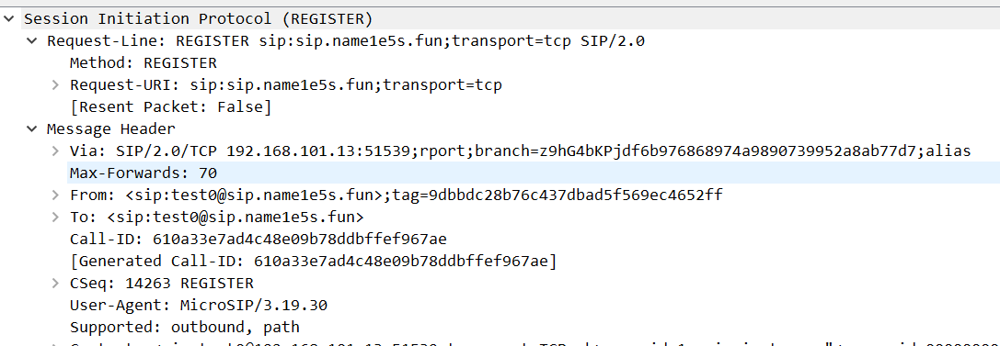 Session Initiation Protocol (REGISTER)
Request-Line: REGISTER sip:sip.name1e5s.fun;transport=tcp SIP/2.0
Method: REGISTER
Request-URI: sip:sip.name1e5s.fun;transport=tcp
[Resent Packet: False]
Message Header
Via: SIP/2.0/TCP 192.168.101.13:51539;rport;branch=z9hG4bKPjdf6b976868974a9890739952a8ab77d7;alias
Max-Forwards: 70
From: <sip:test0@sip.name1e5s.fun>;tag=9dbbdc28b76c437dbad5f569ec4652ff
To: <sip:test0@sip.name1e5s.fun>
Call-ID: 610a33e7ad4c48e09b78ddbffef967ae
[Generated Call-ID: 610a33e7ad4c48e09b78ddbffef967ae]
CSeq: 14263 REGISTER
User-Agent: MicroSIP/3.19.30
Supported: outbound, path